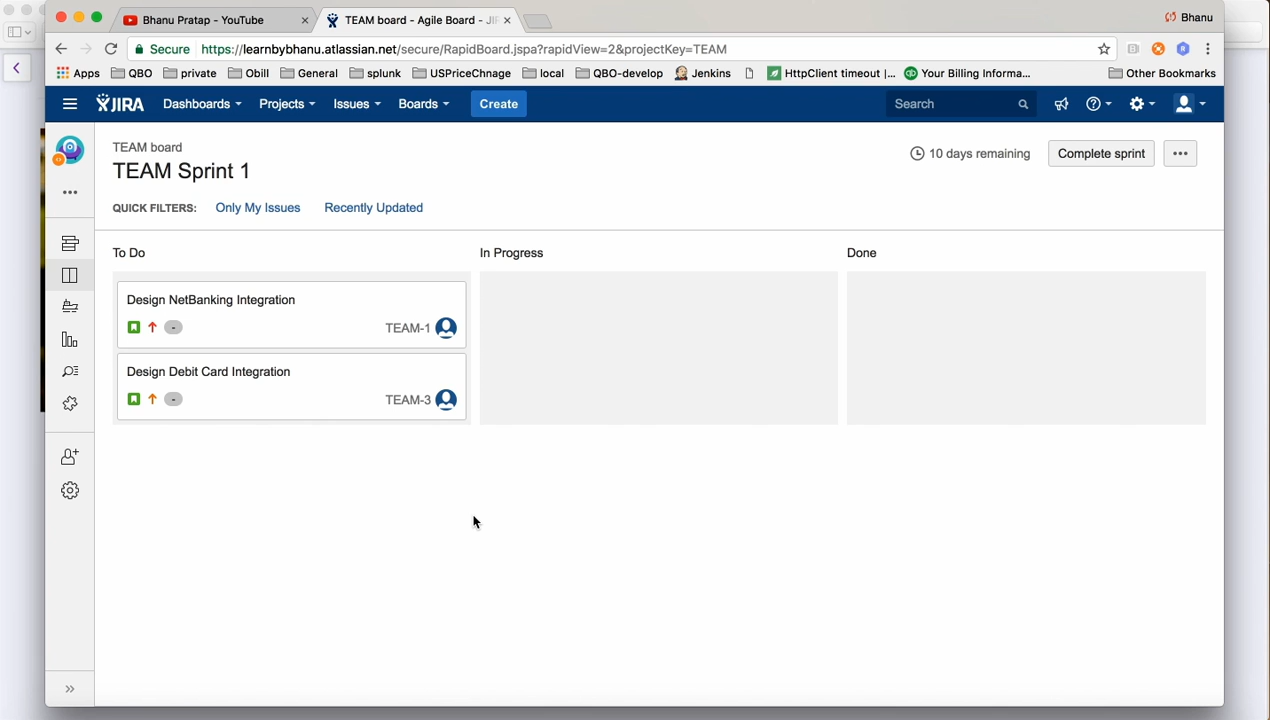 Bhanu Pratap - YouTube
TEAM board - Agile Board - JIR
Bhanu
Secure
https://learnbybhanu.atlassian.net/secure/RapidBoard.jspa?rapidView=2&projectKey=TEAM
Apps QBO private Obill General splunk USPriceChnage local QBO-develop Jenkins HttpClient timeout |... Your Billing Informa... Other Bookmarks
JIRA Dashboards Projects Issues Boards Create Search
TEAM board
TEAM Sprint 1
10 days remaining
Complete sprint
QUICK FILTERS: Only My Issues Recently Updated
To Do
In Progress
Done
Design NetBanking Integration
- TEAM-1
Design Debit Card Integration
- TEAM-3